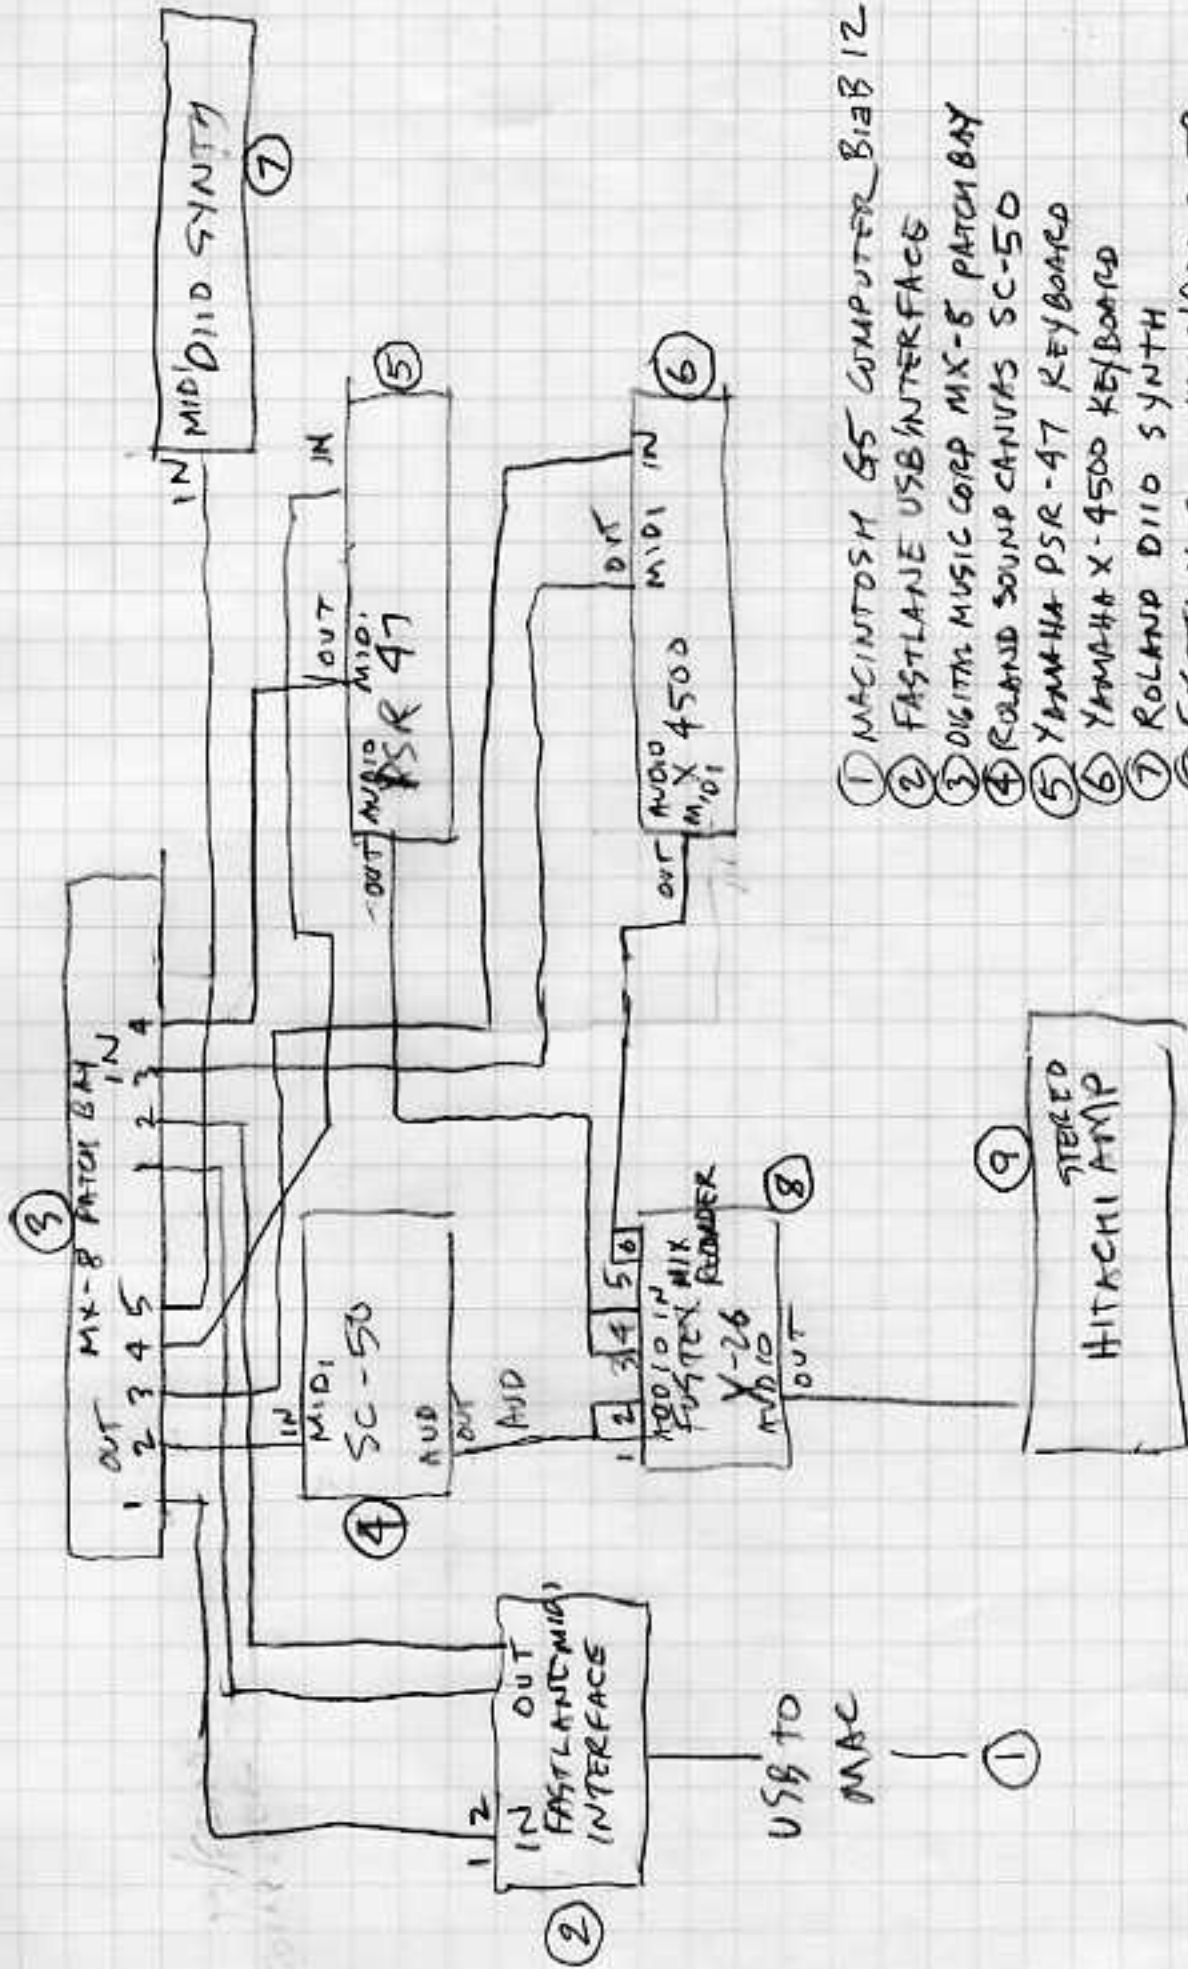 ③
MX-8 PATCH BAY
OUT
IN
1 2 3 4 5
1 2 3 4
MIDI
IN
D110 SYNTH
⑦
IN
MIDI
SC-50
AUD
OUT
AUD
④
OUT
IN
AUDIO
MIDI
OUT
PSR 47
⑤
OUT
MIDI
IN
AUDIO
MIDI
OUT
X 4500
⑥
1 2
IN OUT
FASTLANE MIDI
INTERFACE
②
USB TO
MAC
①
1 2 3 4 5 6
AUDIO IN
FOSTEX MIX
X-26 RECORDER
AUDIO
OUT
⑧
⑨
STEREO
HITACHI AMP
① MACINTOSH G5 COMPUTER BIAB 12
② FASTLANE USB INTERFACE
③ DIGITAL MUSIC CORP MX-8 PATCH BAY
④ ROLAND SOUND CANVAS SC-50
⑤ YAMAHA PSR-47 KEYBOARD
⑥ YAMAHA X-4500 KEYBOARD
⑦ ROLAND D110 SYNTH